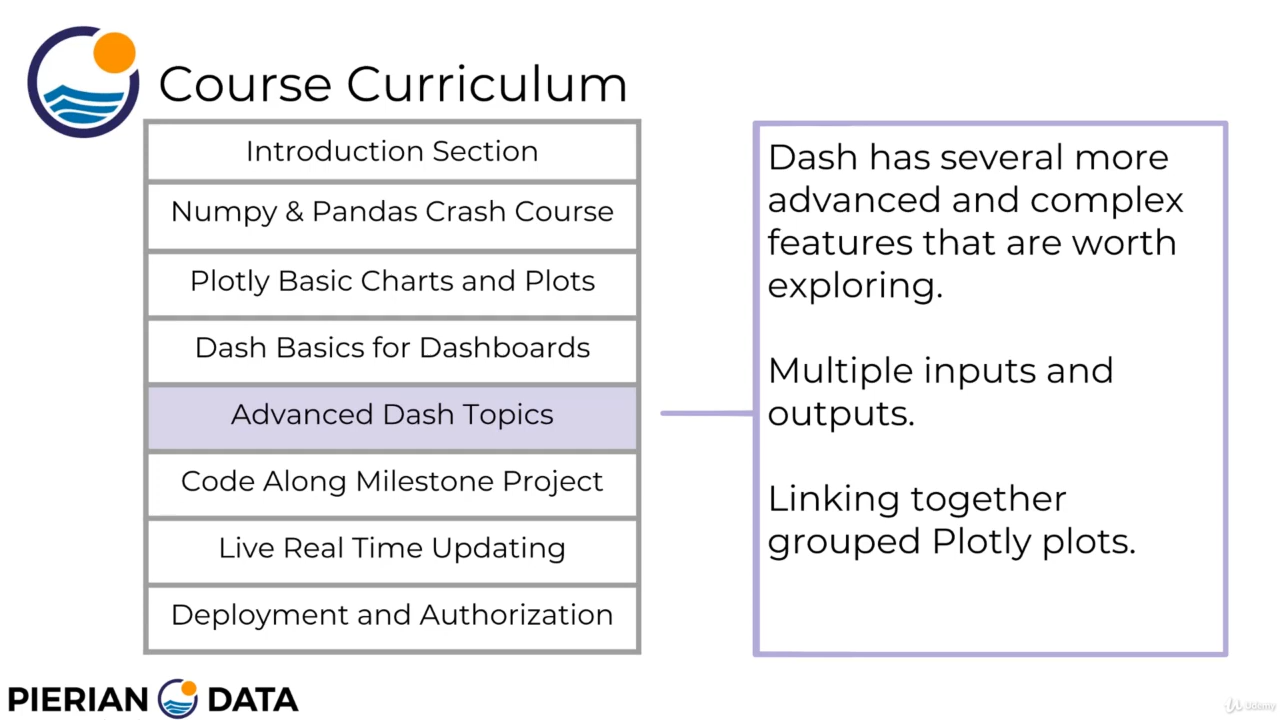 Course Curriculum
Introduction Section
Numpy & Pandas Crash Course
Plotly Basic Charts and Plots
Dash Basics for Dashboards
Advanced Dash Topics
Code Along Milestone Project
Live Real Time Updating
Deployment and Authorization
Dash has several more
advanced and complex
features that are worth
exploring.
Multiple inputs and
outputs.
Linking together
grouped Plotly plots.
PIERIAN DATA
Udemy